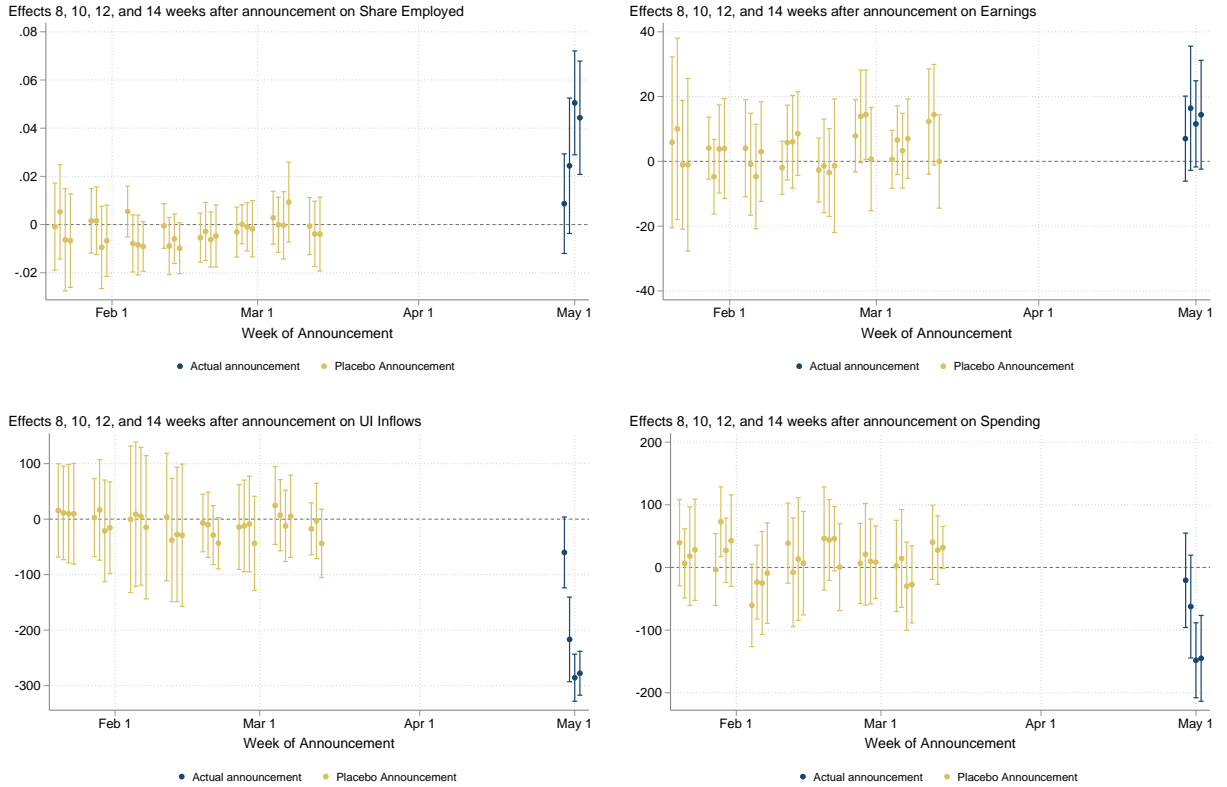 Effects 8, 10, 12, and 14 weeks after announcement on Share Employed
.08
.06
.04
.02
0
-.02
Feb 1 Mar 1 Apr 1 May 1
Week of Announcement
Actual announcement Placebo Announcement
Effects 8, 10, 12, and 14 weeks after announcement on Earnings
40
20
0
-20
-40
Feb 1 Mar 1 Apr 1 May 1
Week of Announcement
Actual announcement Placebo Announcement
Effects 8, 10, 12, and 14 weeks after announcement on UI Inflows
100
0
-100
-200
-300
Feb 1 Mar 1 Apr 1 May 1
Week of Announcement
Actual announcement Placebo Announcement
Effects 8, 10, 12, and 14 weeks after announcement on Spending
200
100
0
-100
-200
Feb 1 Mar 1 Apr 1 May 1
Week of Announcement
Actual announcement Placebo Announcement